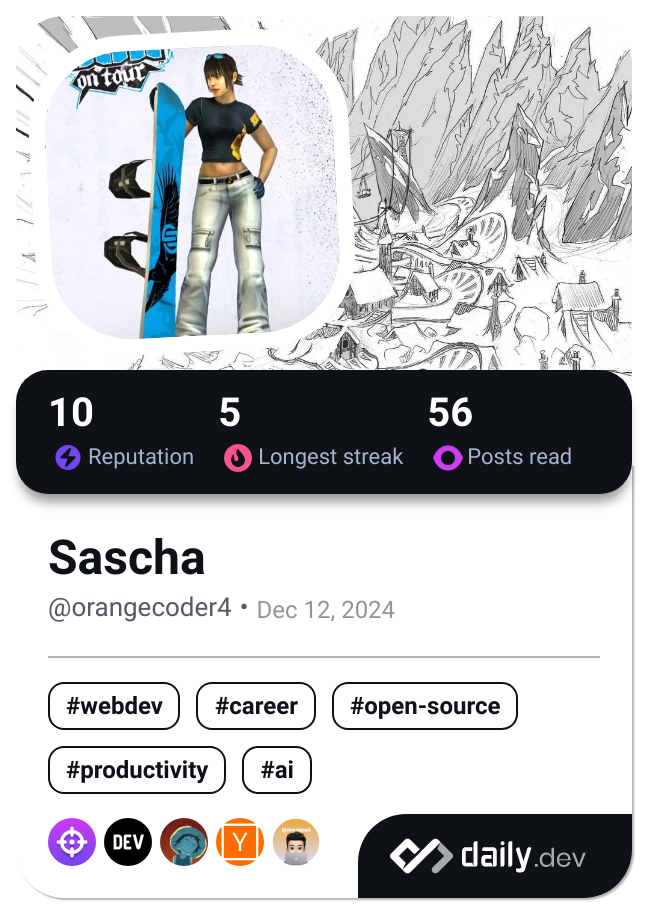 on tour
10 5 56
Reputation Longest streak Posts read
Sascha
@orangecoder4 • Dec 12, 2024
#webdev #career #open-source
#productivity #ai
DEV Y daily.dev